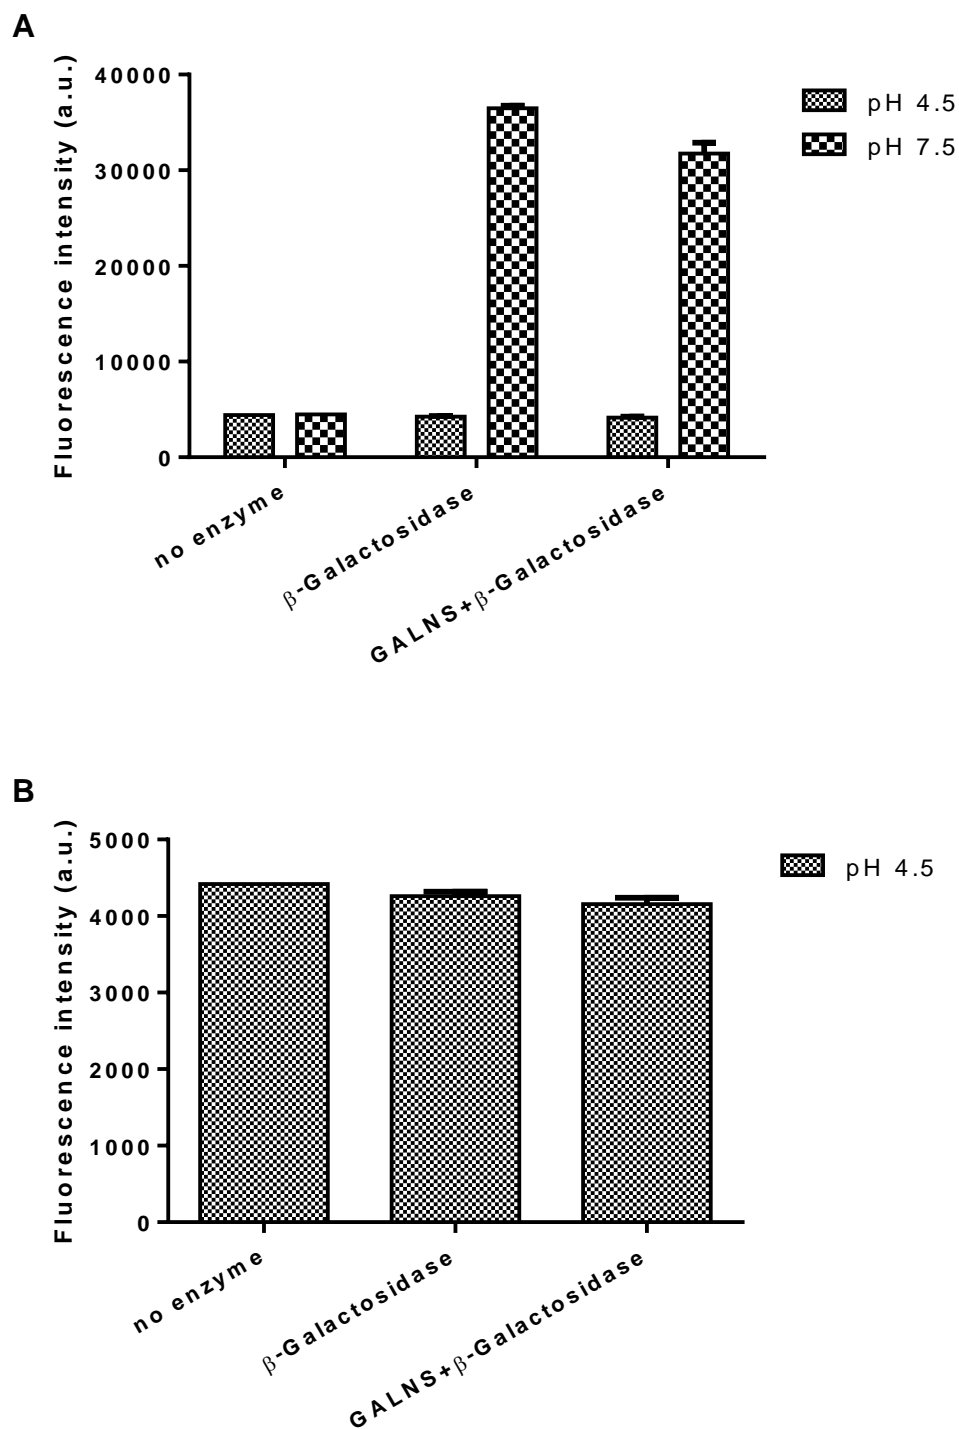 A
Fluorescence intensity (a.u.)
40000
30000
20000
10000
0
no enzyme
β-Galactosidase
GALNS+β-Galactosidase
pH 4.5
pH 7.5
B
Fluorescence intensity (a.u.)
5000
4000
3000
2000
1000
0
no enzyme
β-Galactosidase
GALNS+β-Galactosidase
pH 4.5